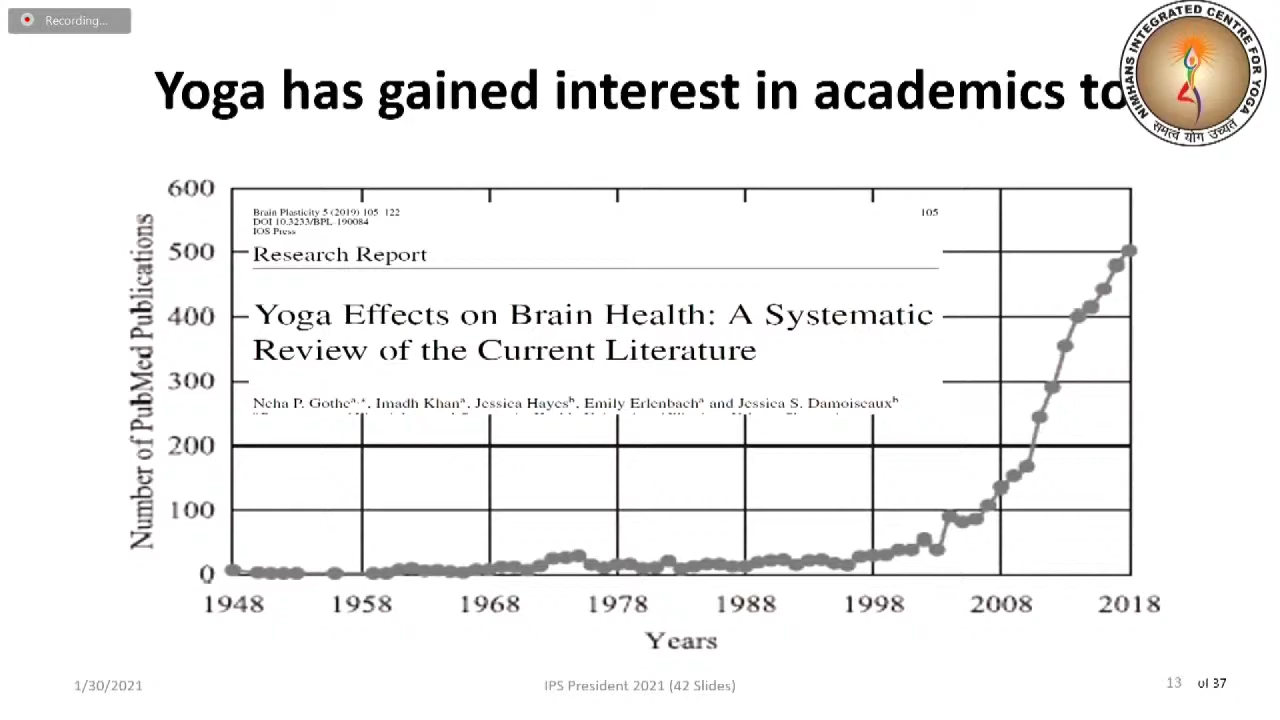 Recording...
NIMHANS INTEGRATED CENTRE FOR YOGA
समत्वं योग उच्यते
Yoga has gained interest in academics to
Number of PubMed Publications
600
500
400
300
200
100
0
Brain Plasticity 5 (2019) 105 122
105
DOI 10.3233/BPL 190084
IOS Press
Research Report
Yoga Effects on Brain Health: A Systematic
Review of the Current Literature
Neha P. Gothe a,*, Imadh Khan a, Jessica Hayes b, Emily Erlenbach a and Jessica S. Damoiseaux b
1948 1958 1968 1978 1988 1998 2008 2018
Years
1/30/2021
IPS President 2021 (42 Slides)
13 of 37